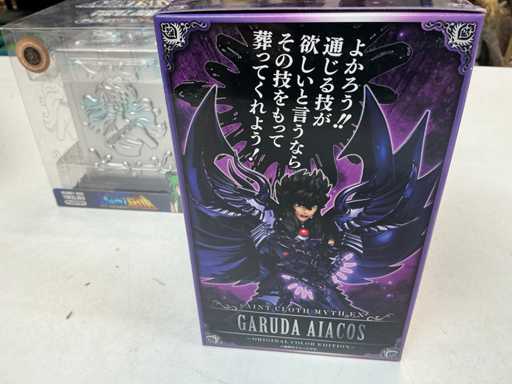 よかろう!!
通じる技が
欲しいと言うなら
その技をもって
葬ってくれよう!
SAINT CLOTH MYTH EX
GARUDA AIACOS
~ORIGINAL COLOR EDITION~